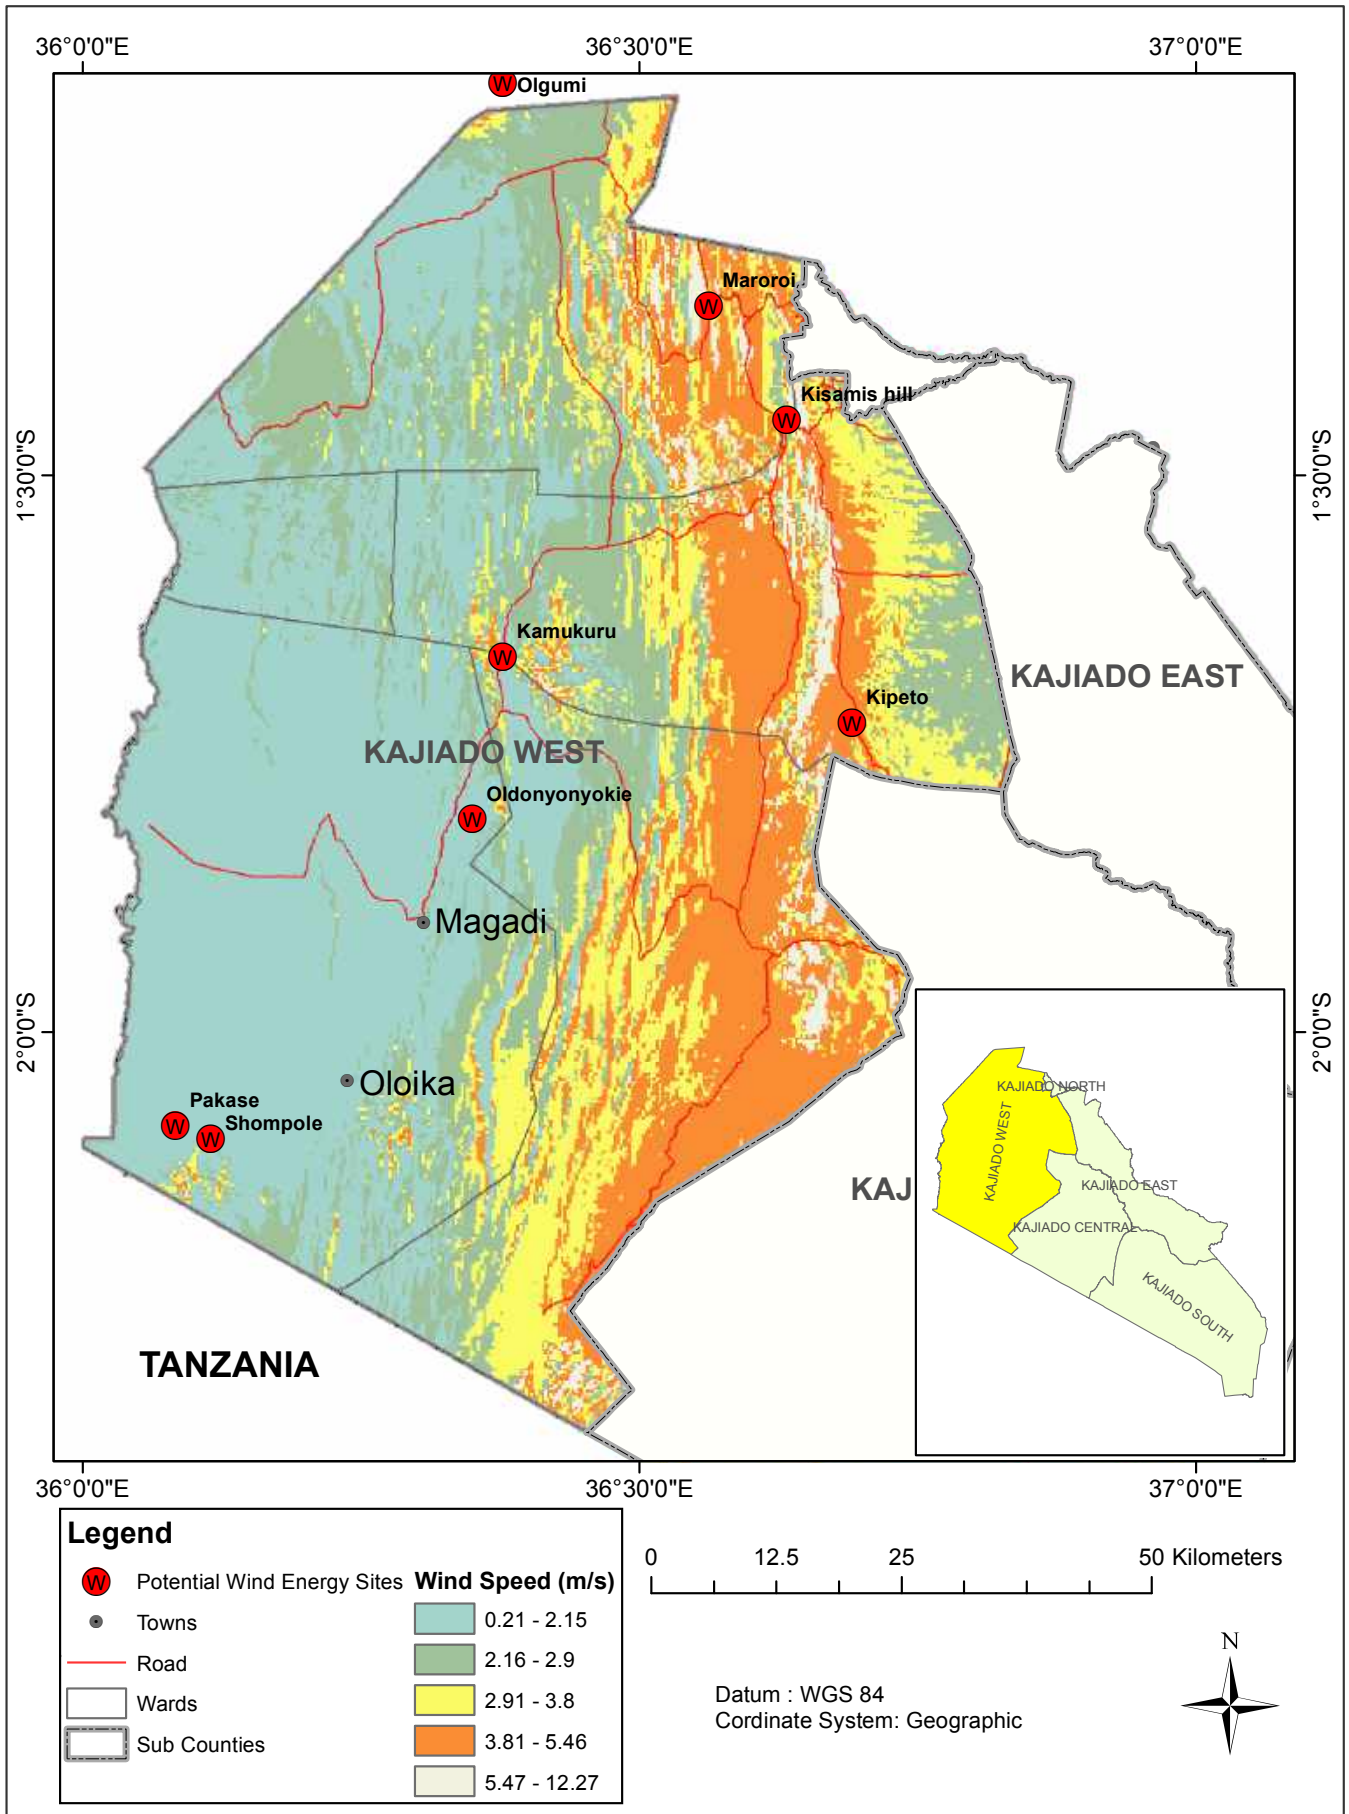 36°0'0"E
36°30'0"E
37°0'0"E
W
Olgumi
W
Maroroi
W
Kisamis hill
1°30'0"S
1°30'0"S
W
Kamukuru
KAJIADO EAST
W
Kipeto
KAJIADO WEST
W
Oldonyonyokie
Magadi
2°0'0"S
2°0'0"S
Oloika
W
Pakase
W
Shompole
KAJ
KAJIADO NORTH
KAJIADO WEST
KAJIADO EAST
KAJIADO CENTRAL
KAJIADO SOUTH
TANZANIA
36°0'0"E
36°30'0"E
37°0'0"E
Legend
W
Potential Wind Energy Sites
Towns
Road
Wards
Sub Counties
Wind Speed (m/s)
0.21 - 2.15
2.16 - 2.9
2.91 - 3.8
3.81 - 5.46
5.47 - 12.27
0 12.5 25 50 Kilometers
Datum : WGS 84
Cordinate System: Geographic
N